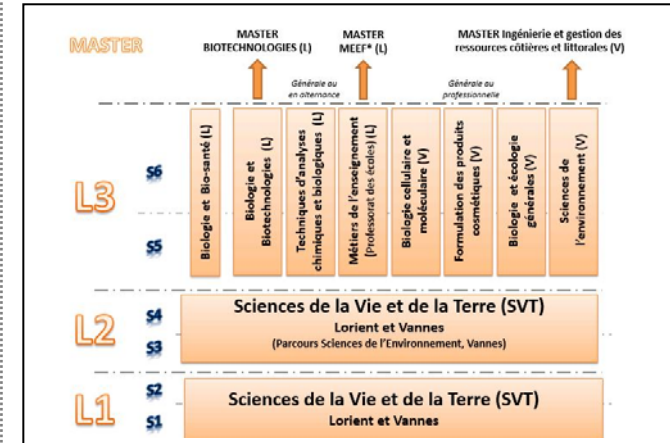 MASTER
MASTER
BIOTECHNOLOGIES (L)
MASTER
MEEF* (L)
MASTER Ingénierie et gestion des
ressources côtières et littorales (V)
Générale ou
en alternance
Générale ou
professionnelle
L3
S6
S5
Biologie et Bio-santé (L)
Biologie et
Biotechnologies (L)
Techniques d'analyses
chimiques et biologiques (L)
Métiers de l'enseignement
(Professorat des écoles) (L)
Biologie cellulaire et
moléculaire (V)
Formulation des produits
cosmétiques (V)
Biologie et écologie
générales (V)
Sciences de
l'environnement (V)
L2
S4
S3
Sciences de la Vie et de la Terre (SVT)
Lorient et Vannes
(Parcours Sciences de l'Environnement, Vannes)
L1
S2
S1
Sciences de la Vie et de la Terre (SVT)
Lorient et Vannes